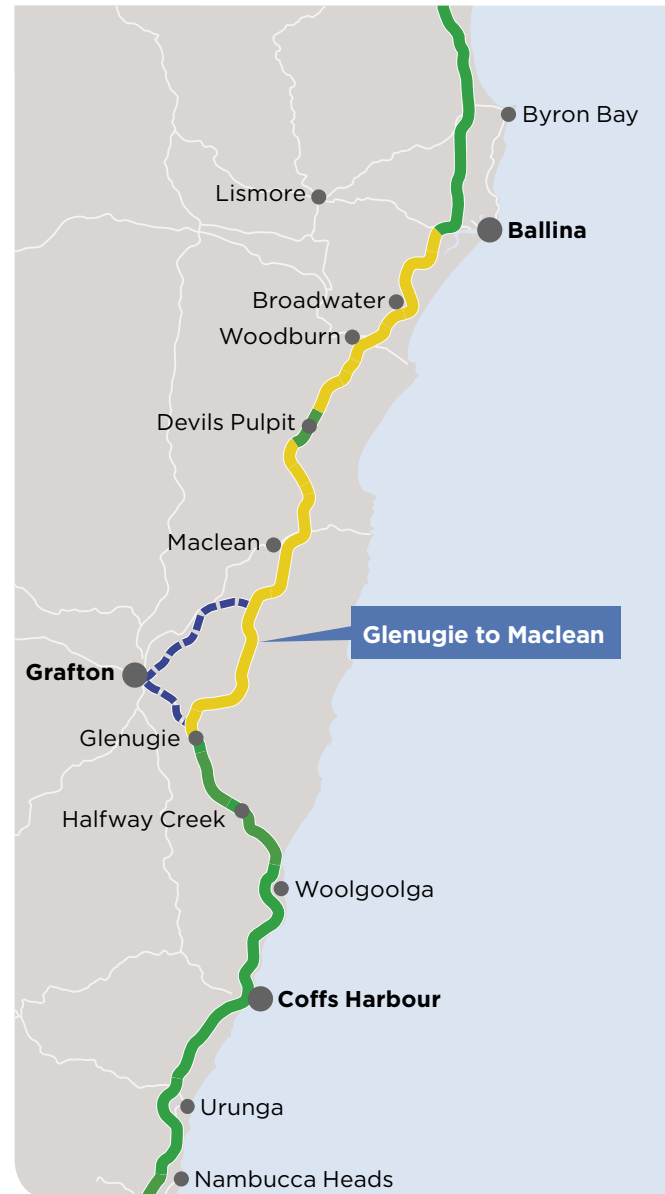 Byron Bay
Lismore
Ballina
Broadwater
Woodburn
Devils Pulpit
Maclean
Glenugie to Maclean
Grafton
Glenugie
Halfway Creek
Woolgoolga
Coffs Harbour
Urunga
Nambucca Heads